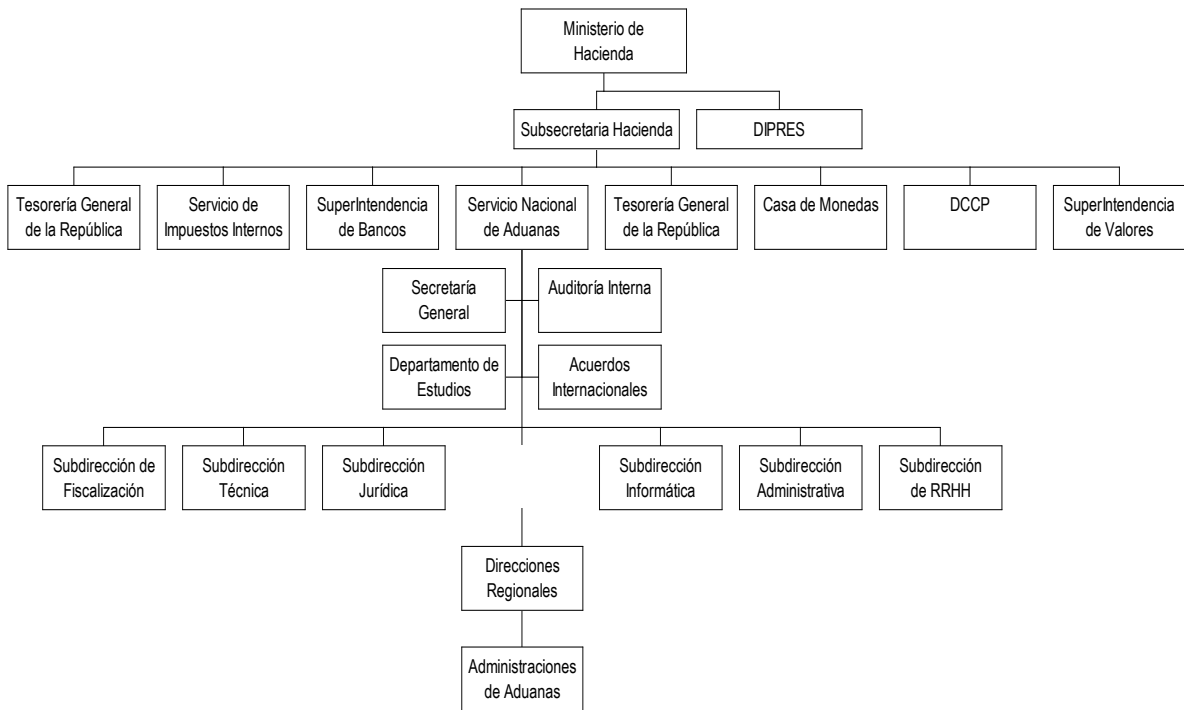 Ministerio de
Hacienda
Subsecretaria Hacienda
DIPRES
Tesorería General
de la República
Servicio de
Impuestos Internos
SuperIntendencia
de Bancos
Servicio Nacional
de Aduanas
Tesorería General
de la República
Casa de Monedas
DCCP
SuperIntendencia
de Valores
Secretaría
General
Auditoría Interna
Departamento de
Estudios
Acuerdos
Internacionales
Subdirección de
Fiscalización
Subdirección
Técnica
Subdirección
Jurídica
Subdirección
Informática
Subdirección
Administrativa
Subdirección
de RRHH
Direcciones
Regionales
Administraciones
de Aduanas